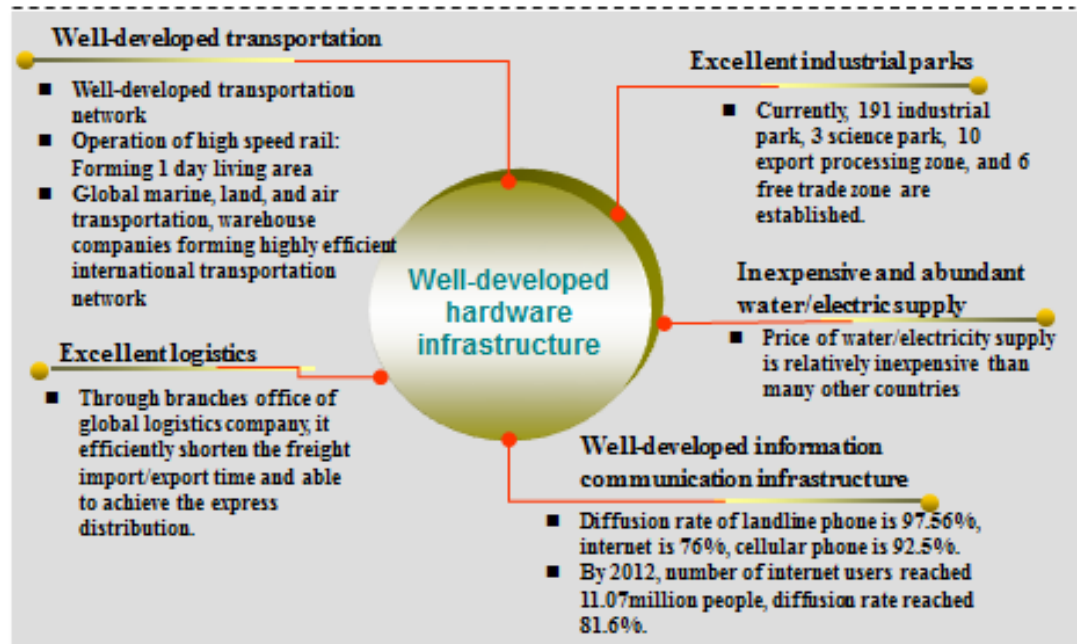 Well-developed transportation
■ Well-developed transportation
network
■ Operation of high speed rail:
Forming 1 day living area
■ Global marine, land, and air
transportation, warehouse
companies forming highly efficient
international transportation
network
Excellent logistics
■ Through branches office of
global logistics company, it
efficiently shorten the freight
import/export time and able
to achieve the express
distribution.
Well-developed
hardware
infrastructure
Excellent industrial parks
■ Currently, 191 industrial
park, 3 science park, 10
export processing zone, and 6
free trade zone are
established.
Inexpensive and abundant
water/electric supply
■ Price of water/electricity supply
is relatively inexpensive than
many other countries
Well-developed information
communication infrastructure
■ Diffusion rate of landline phone is 97.56%,
internet is 76%, cellular phone is 92.5%.
■ By 2012, number of internet users reached
11.07million people, diffusion rate reached
81.6%.